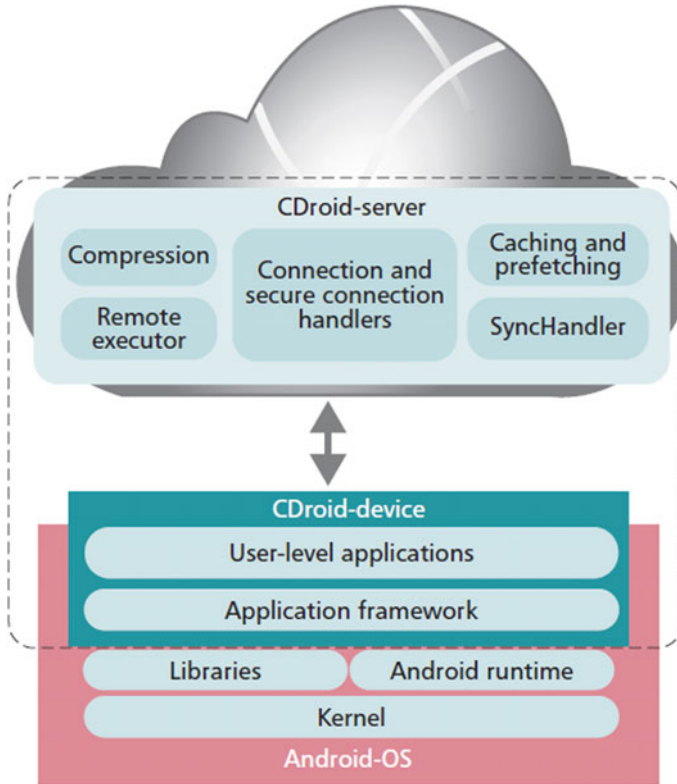 CDroid-server
Compression
Connection and
secure connection
handlers
Caching and
prefetching
Remote
executor
SyncHandler
CDroid-device
User-level applications
Application framework
Libraries
Android runtime
Kernel
Android-OS